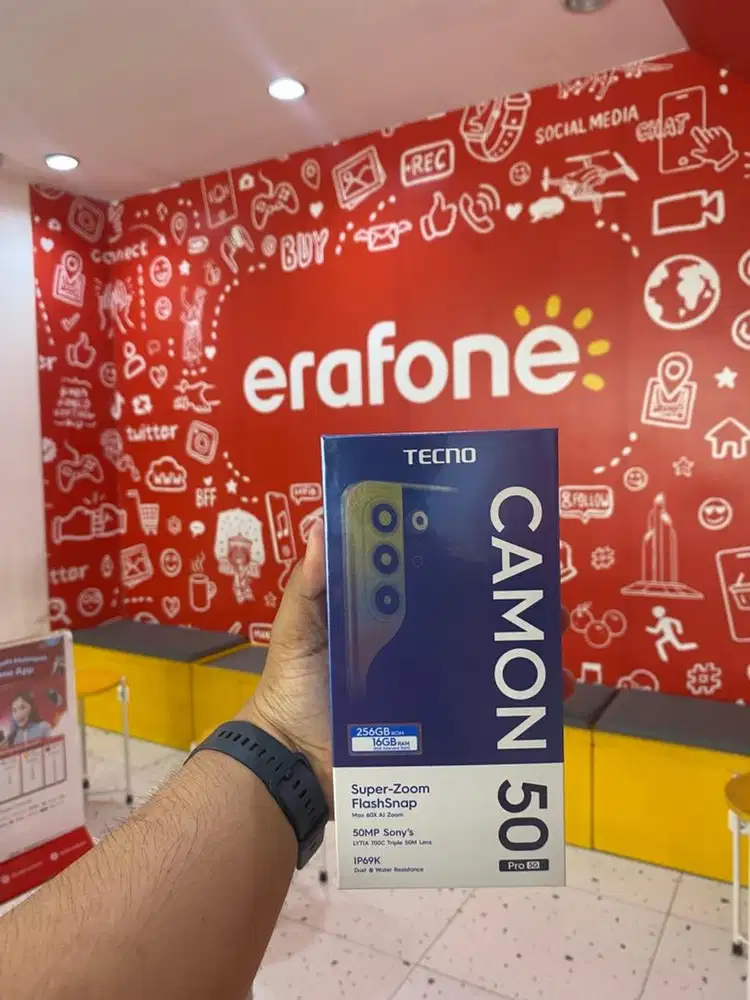 SOCIAL MEDIA
CHAT
REC
BUY
Connect
erafone
twitter
BFF
& FOLLOW
TECNO
CAMON 50
Pro 5G
256GB ROM
16GB RAM
Super-Zoom
FlashSnap
Max 60X AI Zoom
50MP Sony's
LYTIA 700C Triple 50M Lens
IP69K
Dust & Water Resistance